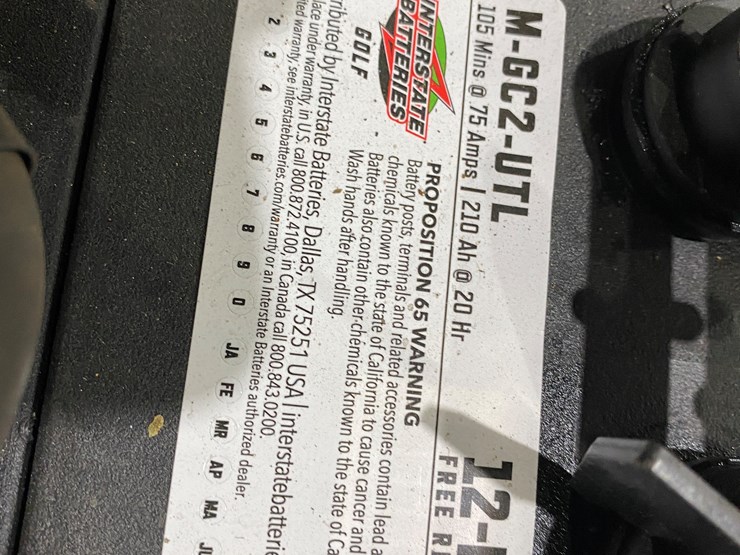 M-GC2-UTL
105 Mins @ 75 Amps | 210 Ah @ 20 Hr
12-
FREE
INTERSTATE
BATTERIES
GOLF
PROPOSITION 65 WARNING
Battery posts, terminals and related accessories contain lead
chemicals known to the state of California to cause cancer and
Batteries also contain other chemicals known to the state of
Wash hands after handling.
by Interstate Batteries, Dallas, TX 75251 USA | interstatebatterie
under warranty, in U.S. call 800.872.4100, in Canada call 800.843.0200.
warranty, see interstatebatteries.com/warranty or an Interstate Batteries authorized dealer.
2 3 4 5 6 7 8 9 0 JA FE MR AP MA